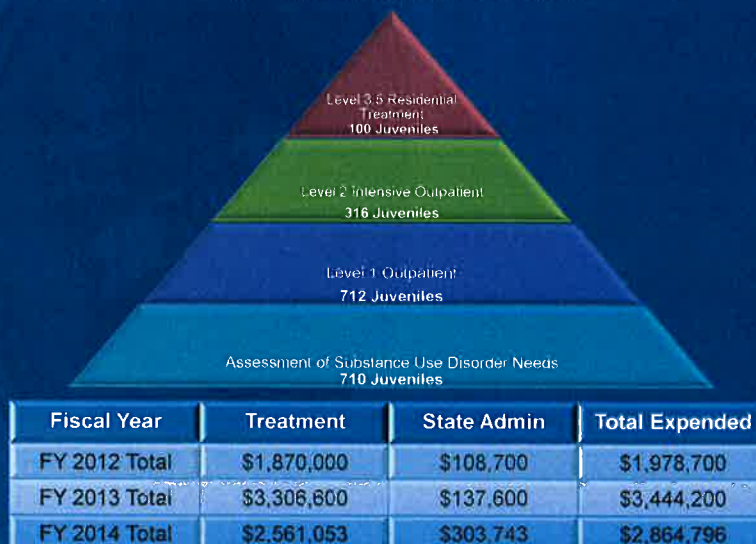 Level 3.5 Residential
Treatment
100 Juveniles
Level 2 Intensive Outpatient
316 Juveniles
Level 1 Outpatient
712 Juveniles
Assessment of Substance Use Disorder Needs
710 Juveniles
Fiscal Year Treatment State Admin Total Expended
FY 2012 Total $1,870,000 $108,700 $1,978,700
FY 2013 Total $3,306,600 $137,600 $3,444,200
FY 2014 Total $2,561,053 $303,743 $2,864,796